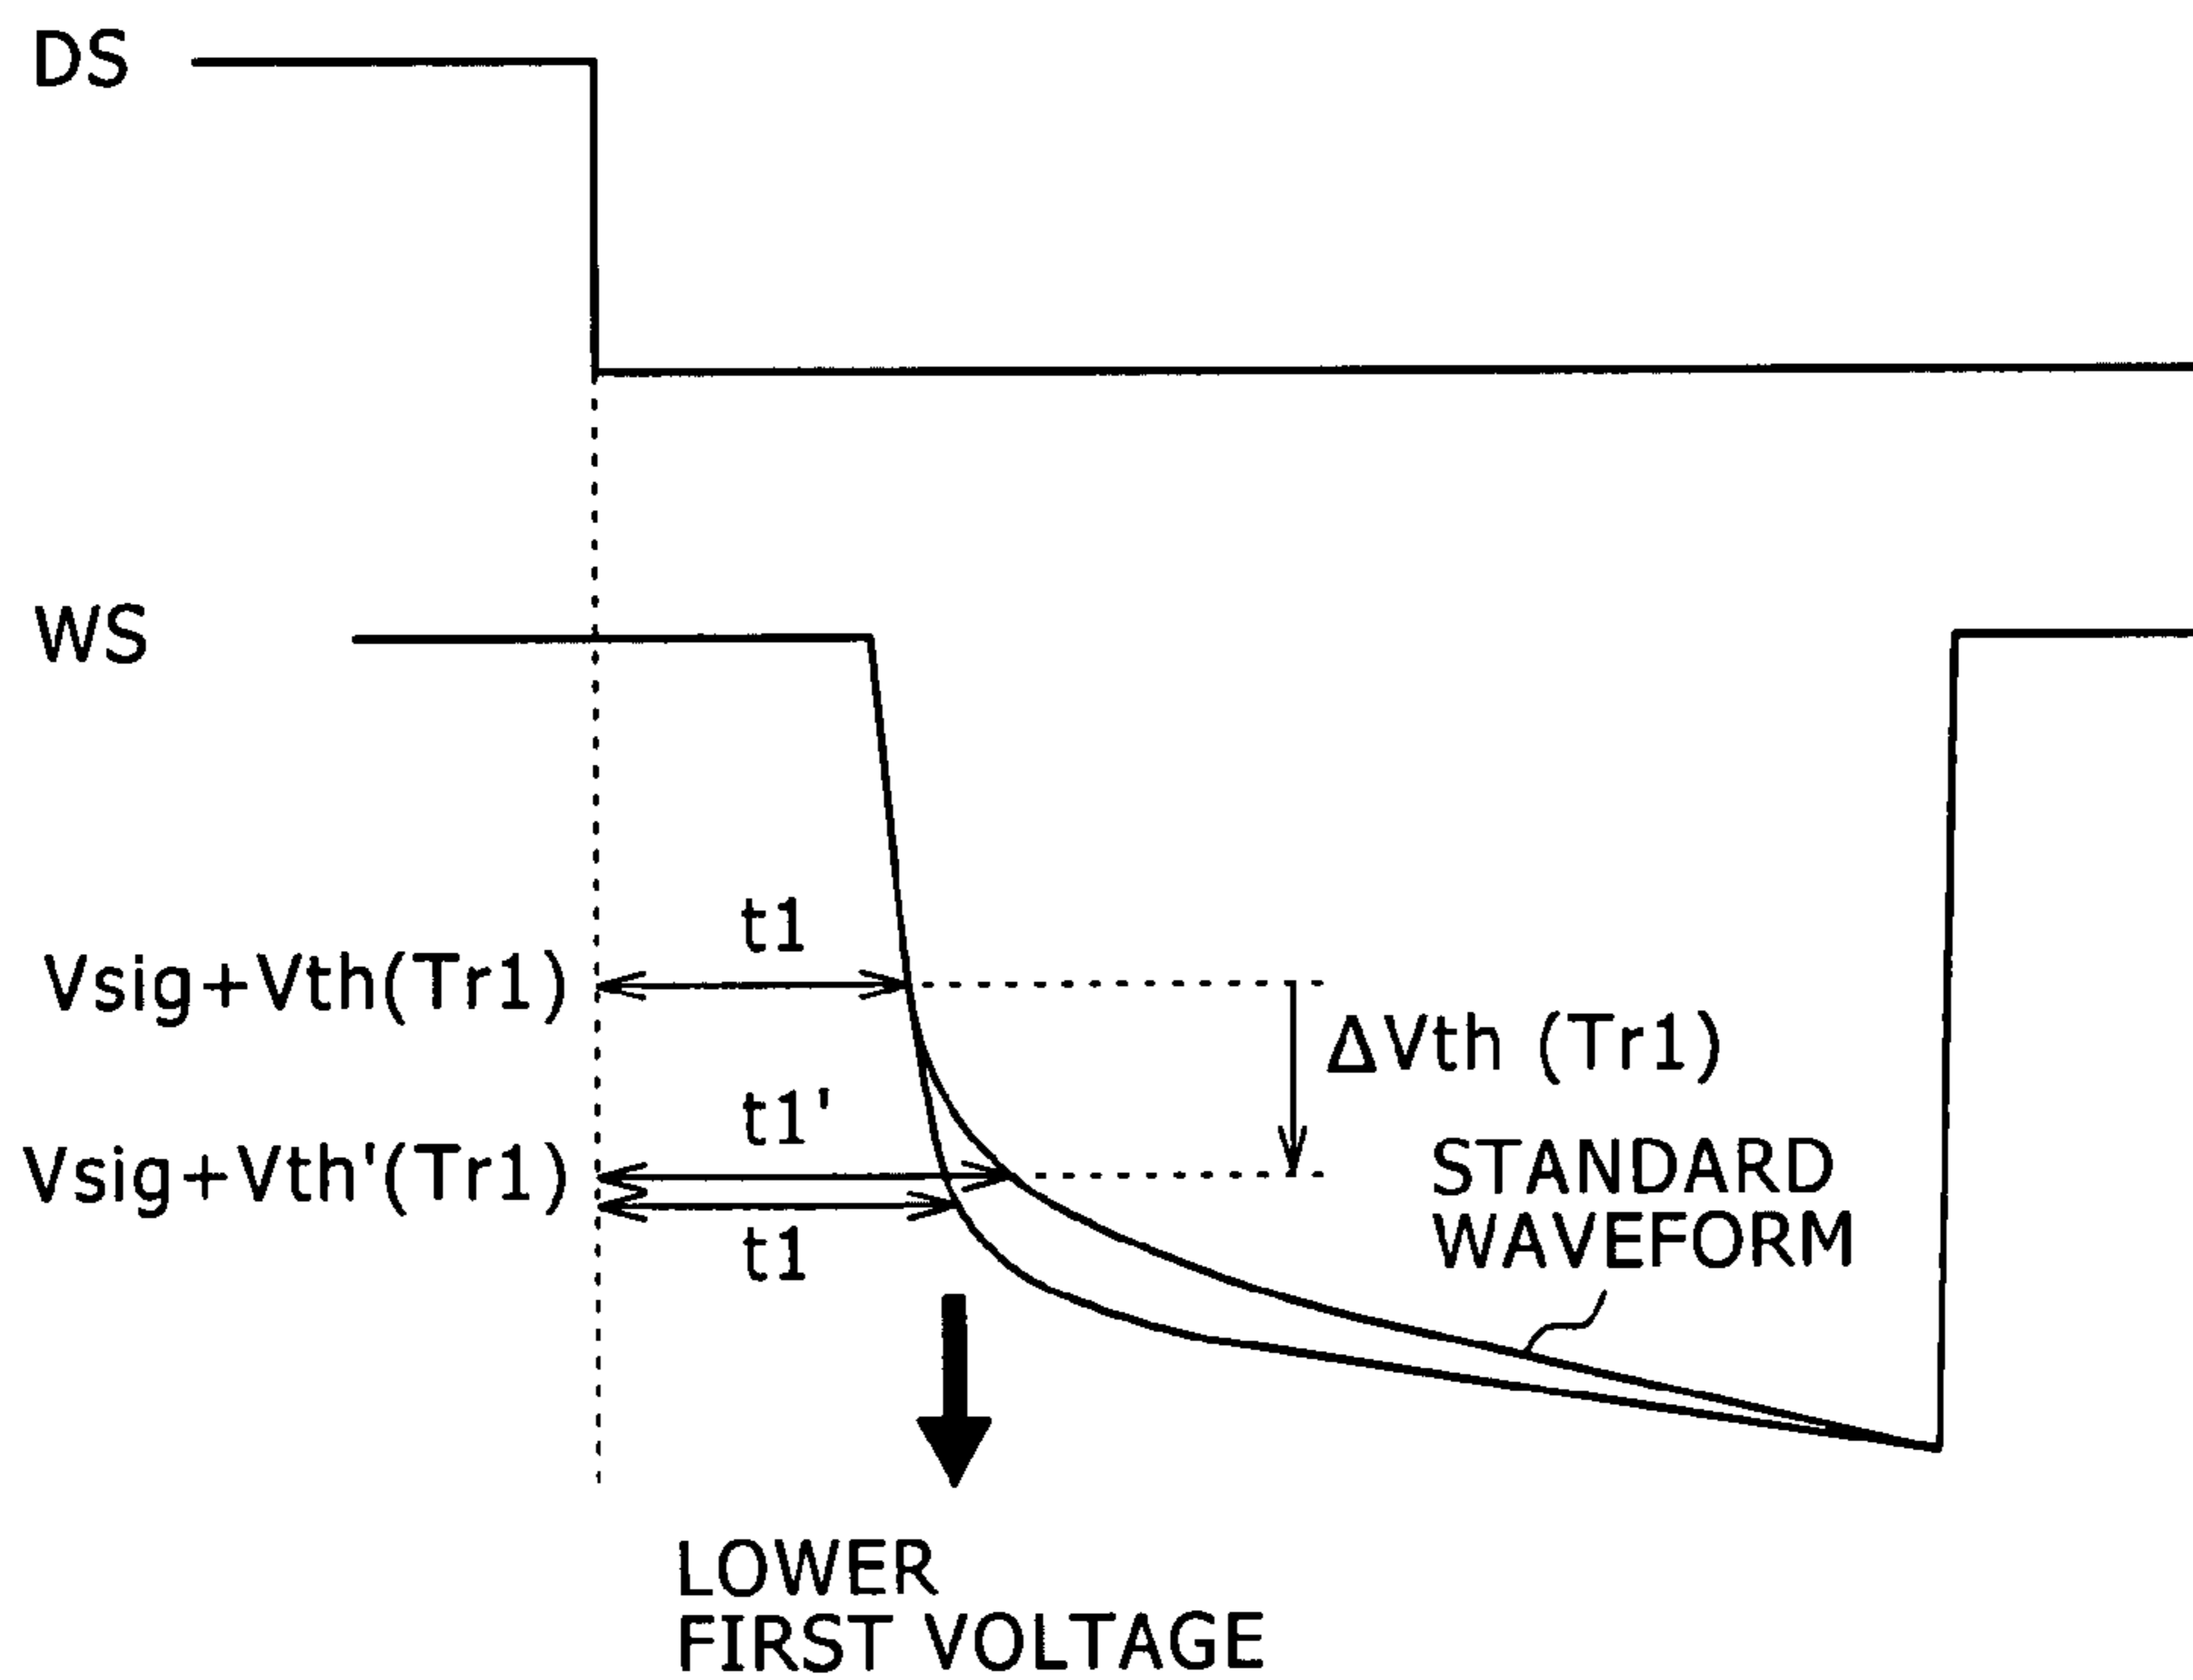 DS
WS
t1
Vsig+Vth(Tr1)
ΔVth (Tr1)
t1'
Vsig+Vth'(Tr1)
STANDARD
WAVEFORM
t1
LOWER
FIRST VOLTAGE